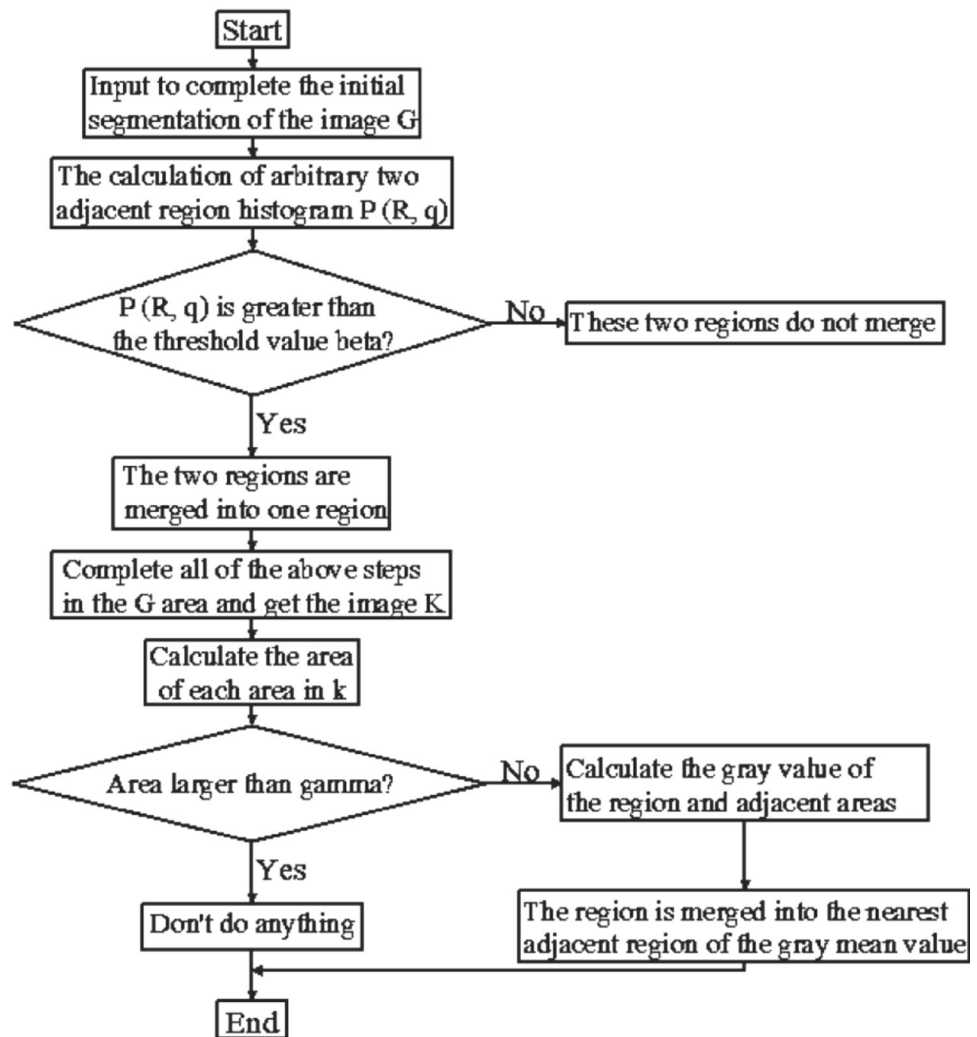 Start
Input to complete the initial
segmentation of the image G
The calculation of arbitrary two
adjacent region histogram P (R, q)
P (R, q) is greater than
the threshold value beta?
No
These two regions do not merge
Yes
The two regions are
merged into one region
Complete all of the above steps
in the G area and get the image K
Calculate the area
of each area in k
Area larger than gamma?
No
Calculate the gray value of
the region and adjacent areas
Yes
Don't do anything
The region is merged into the nearest
adjacent region of the gray mean value
End